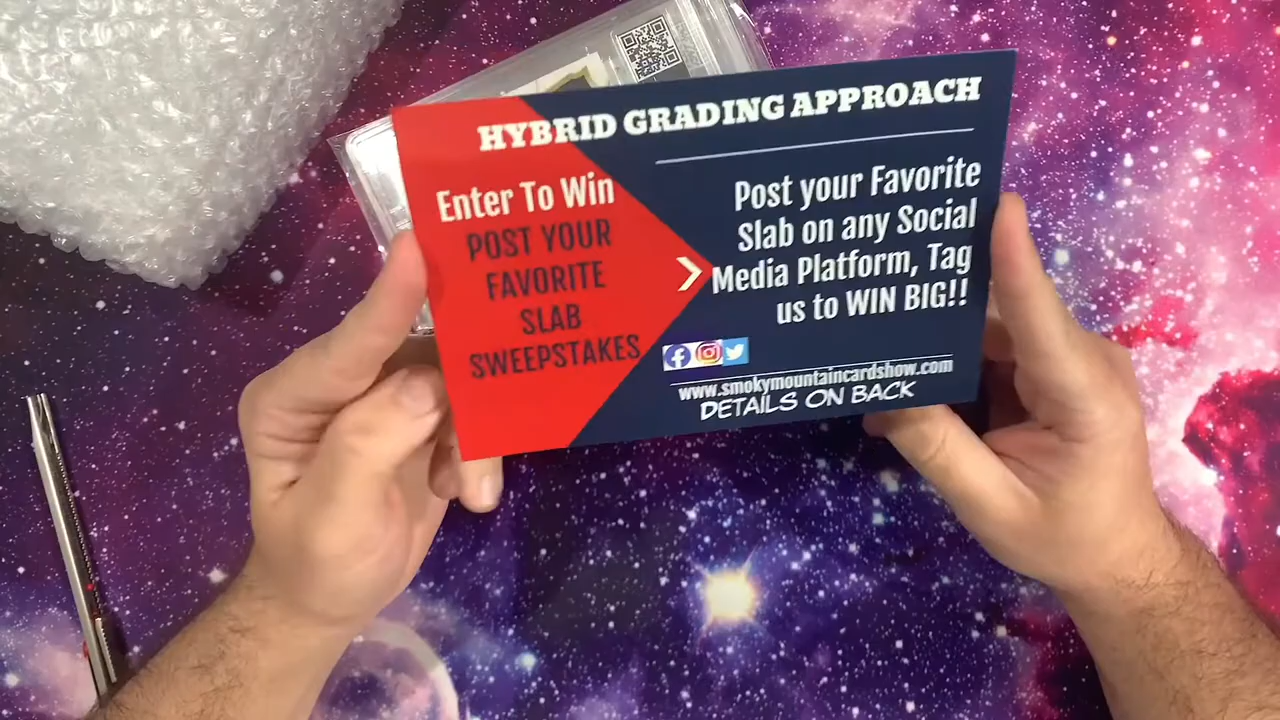 HYBRID GRADING APPROACH
Enter To Win
POST YOUR
FAVORITE
SLAB
SWEEPSTAKES
Post your Favorite
Slab on any Social
Media Platform, Tag
us to WIN BIG!!
www.smokymountaincardshow.com
DETAILS ON BACK